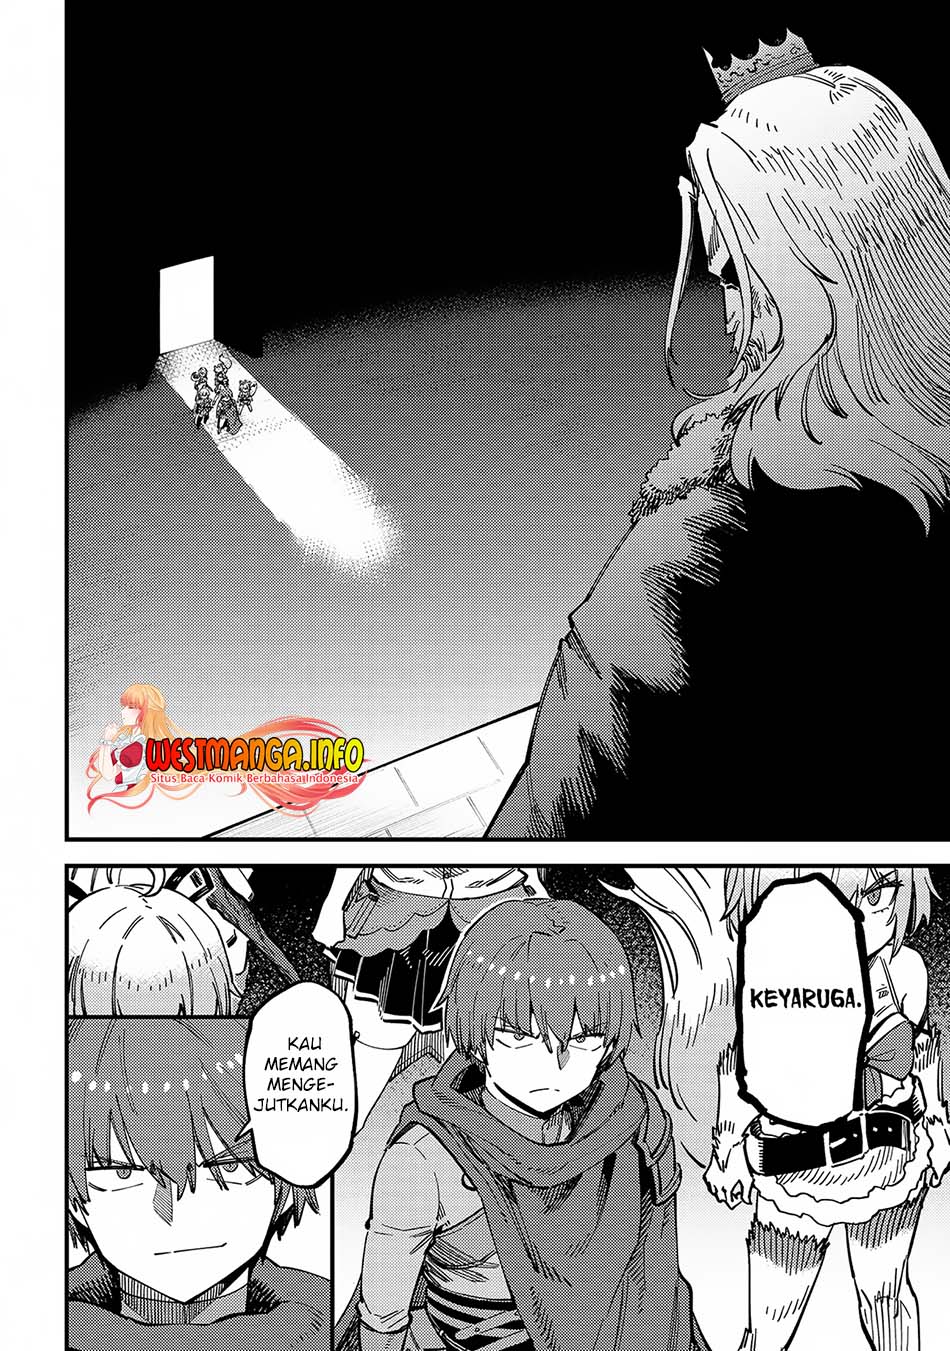 WESTMANGA.INFO
Situs Baca Komik Berbahasa Indonesia
KEYARUGA.
KAU
MEMANG
MENGE-
JUTKANKU.